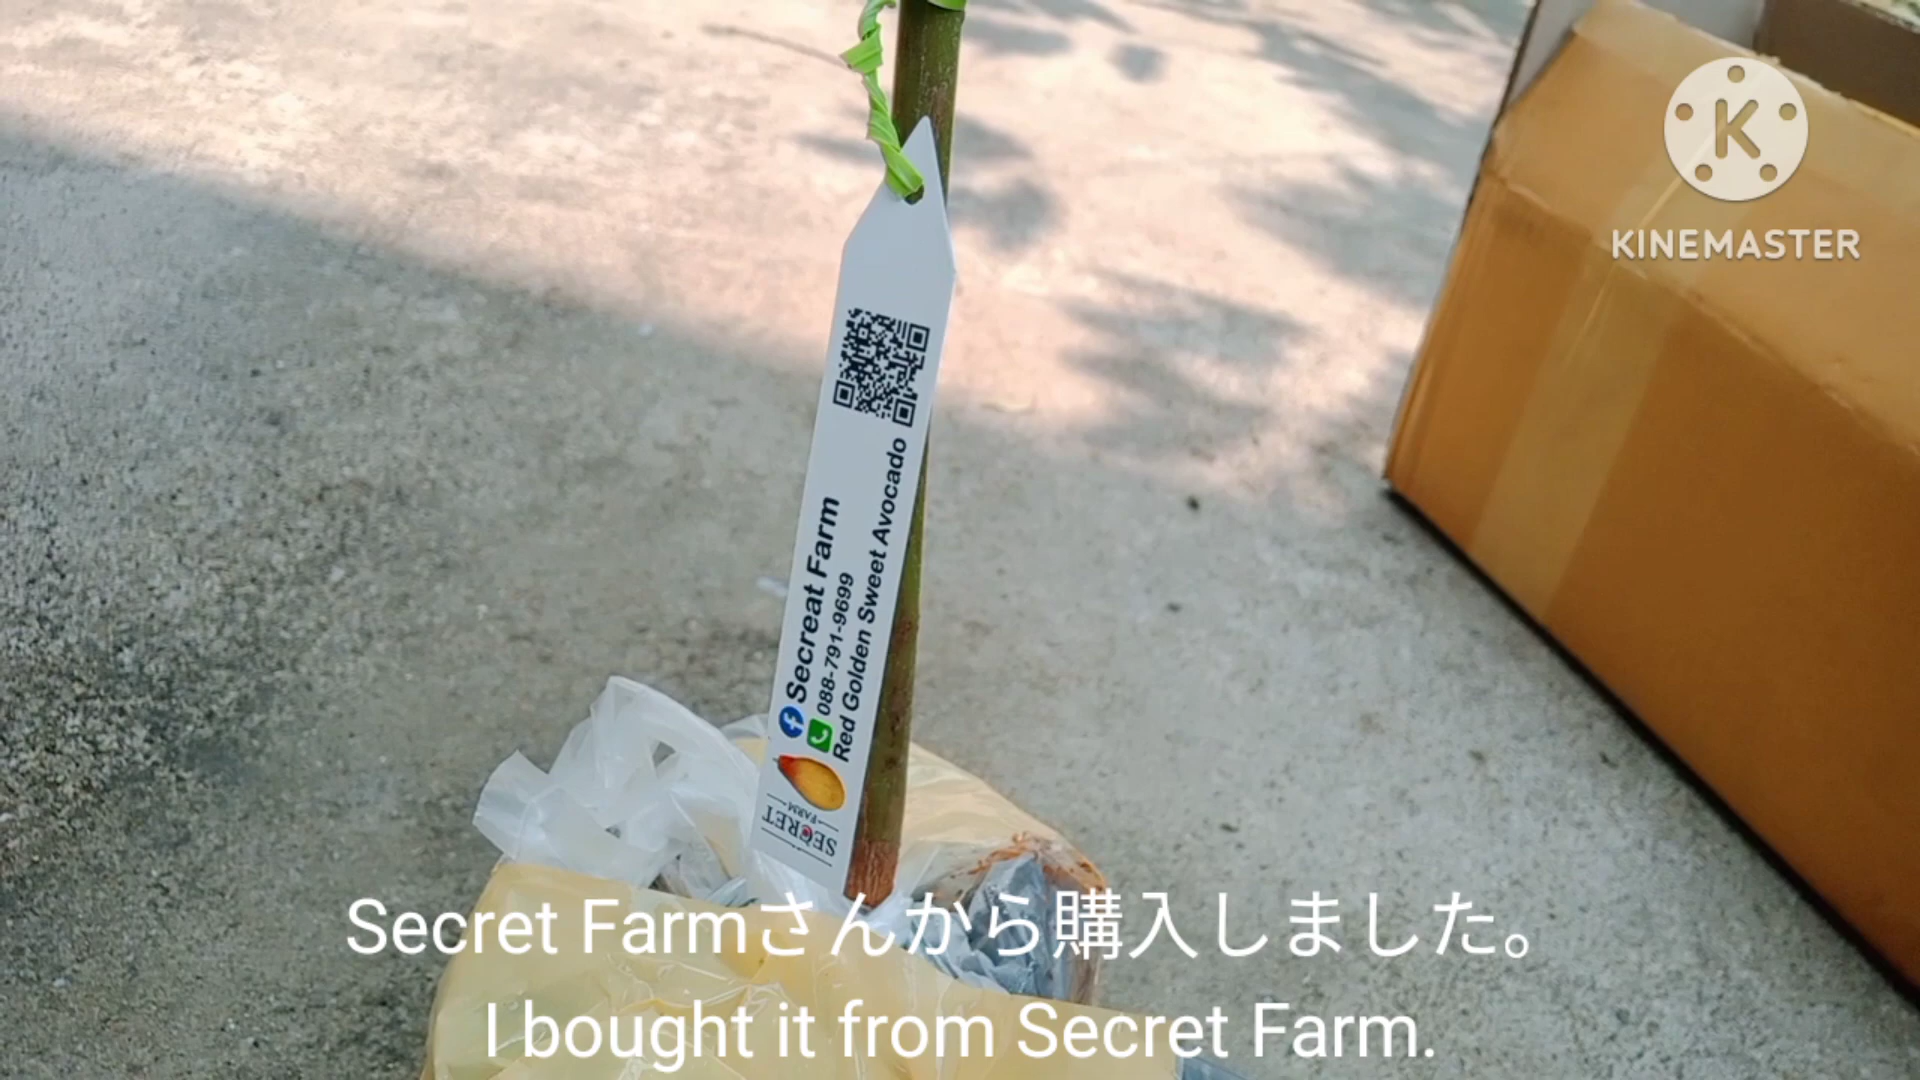 K
KINEMASTER
Secreat Farm
088-791-9699
Red Golden Sweet Avocado
SECRET
FARM
Secret Farmさんから購入しました。
I bought it from Secret Farm.